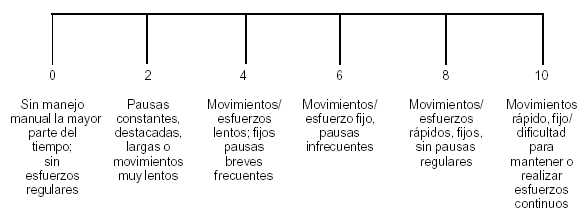 0
Sin manejo
manual la mayor
parte del
tiempo;
sin
esfuerzos
regulares
2
Pausas
constantes,
destacadas,
largas o
movimientos
muy lentos
4
Movimientos/
esfuerzos
lentos; fijos
pausas
breves
frecuentes
6
Movimientos/
esfuerzo fijo,
pausas
infrecuentes
8
Movimientos/
esfuerzos
rápidos, fijos,
sin pausas
regulares
10
Movimientos
rápido, fijo/
dificultad
para
mantener o
realizar
esfuerzos
continuos